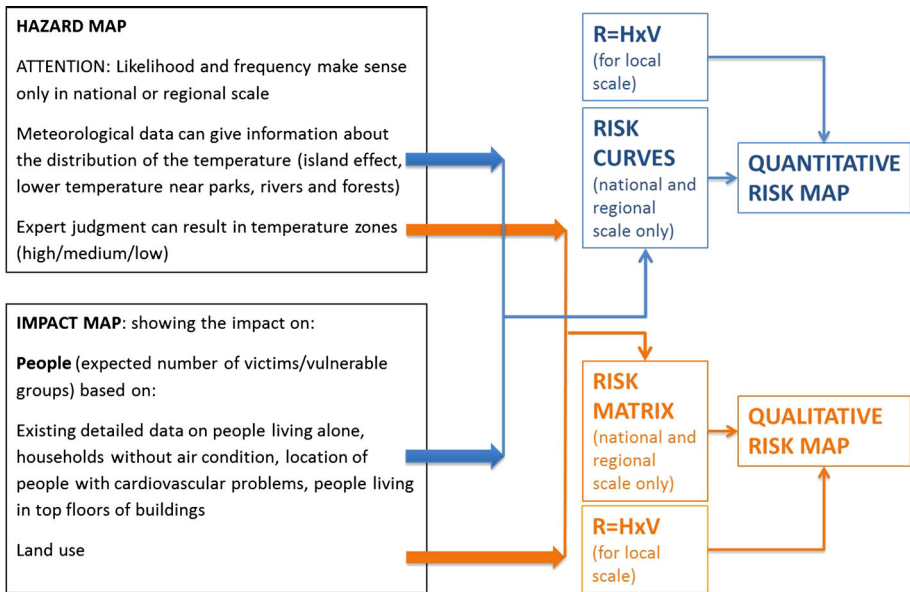 HAZARD MAP
ATTENTION: Likelihood and frequency make sense
only in national or regional scale
Meteorological data can give information about
the distribution of the temperature (island effect,
lower temperature near parks, rivers and forests)
Expert judgment can result in temperature zones
(high/medium/low)
IMPACT MAP: showing the impact on:
People (expected number of victims/vulnerable
groups) based on:
Existing detailed data on people living alone,
households without air condition, location of
people with cardiovascular problems, people living
in top floors of buildings
Land use
R=HxV
(for local
scale)
RISK
CURVES
(national and
regional
scale only)
QUANTITATIVE
RISK MAP
RISK
MATRIX
(national and
regional
scale only)
QUALITATIVE
RISK MAP
R=HxV
(for local
scale)